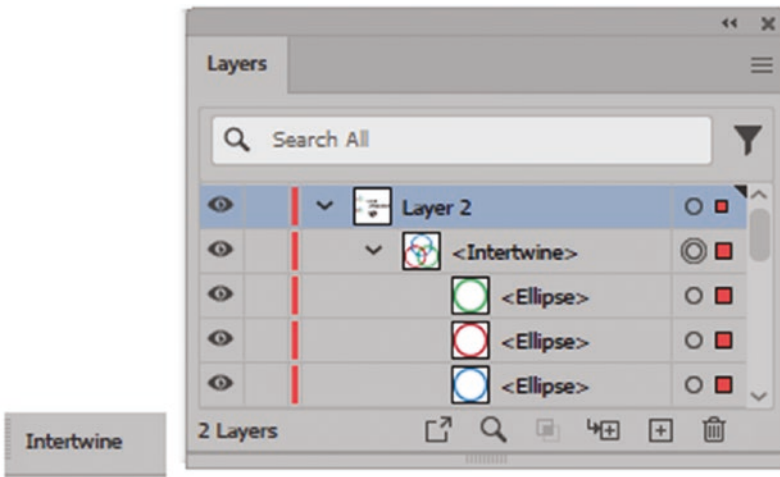 Layers
Search All
Layer 2
<Intertwine>
<Ellipse>
<Ellipse>
<Ellipse>
2 Layers
Intertwine